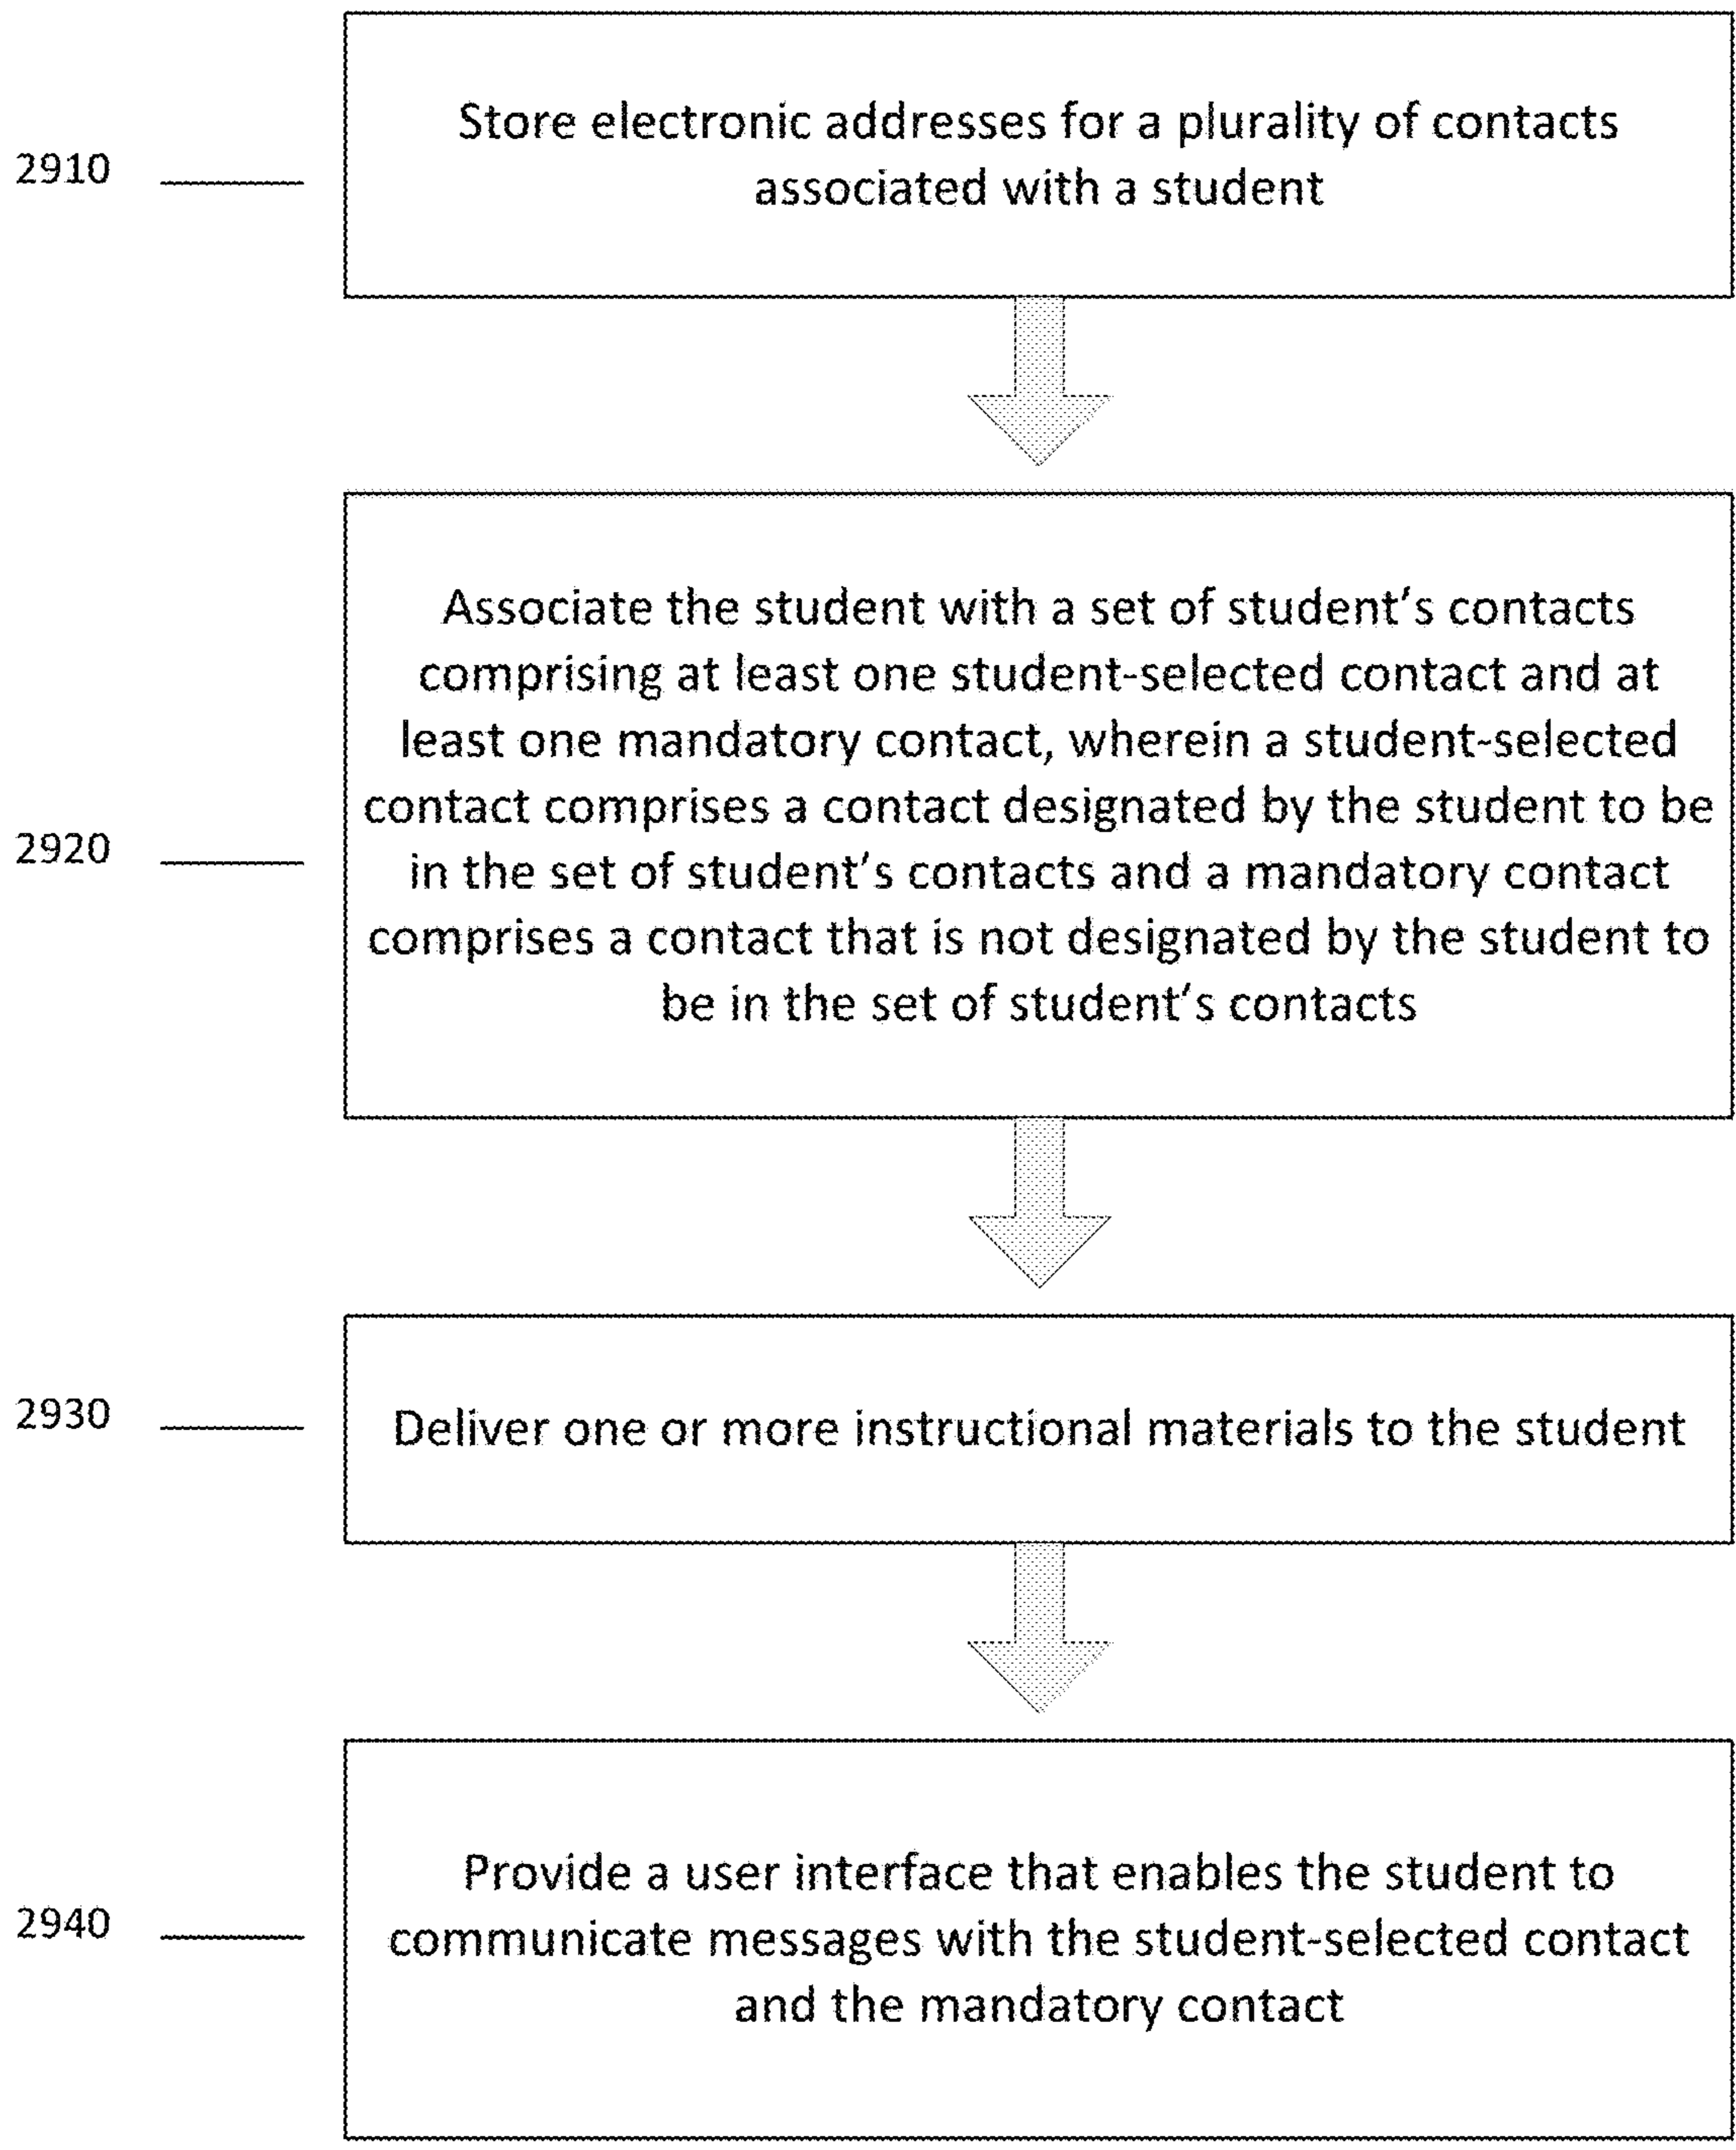 2910
Store electronic addresses for a plurality of contacts
associated with a student
2920
Associate the student with a set of student's contacts
comprising at least one student-selected contact and at
least one mandatory contact, wherein a student-selected
contact comprises a contact designated by the student to be
in the set of student's contacts and a mandatory contact
comprises a contact that is not designated by the student to
be in the set of student's contacts
2930
Deliver one or more instructional materials to the student
2940
Provide a user interface that enables the student to
communicate messages with the student-selected contact
and the mandatory contact